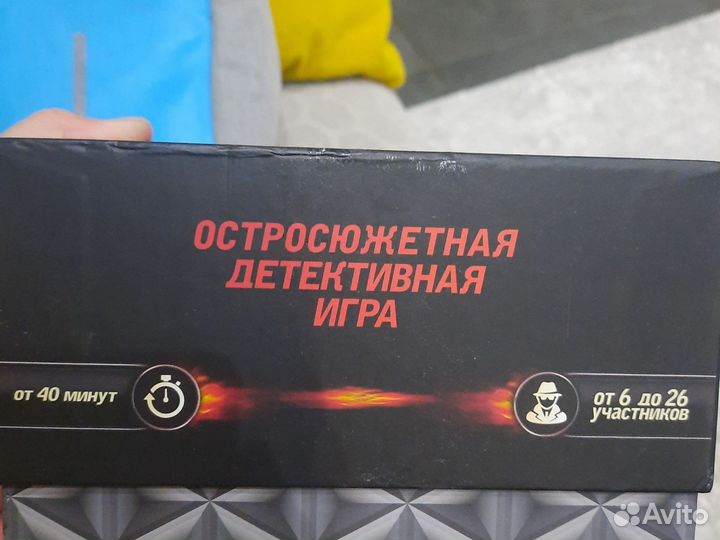 ОСТРОСЮЖЕТНАЯ
ДЕТЕКТИВНАЯ
ИГРА
от 40 минут
от 6 до 26
участников
Avito